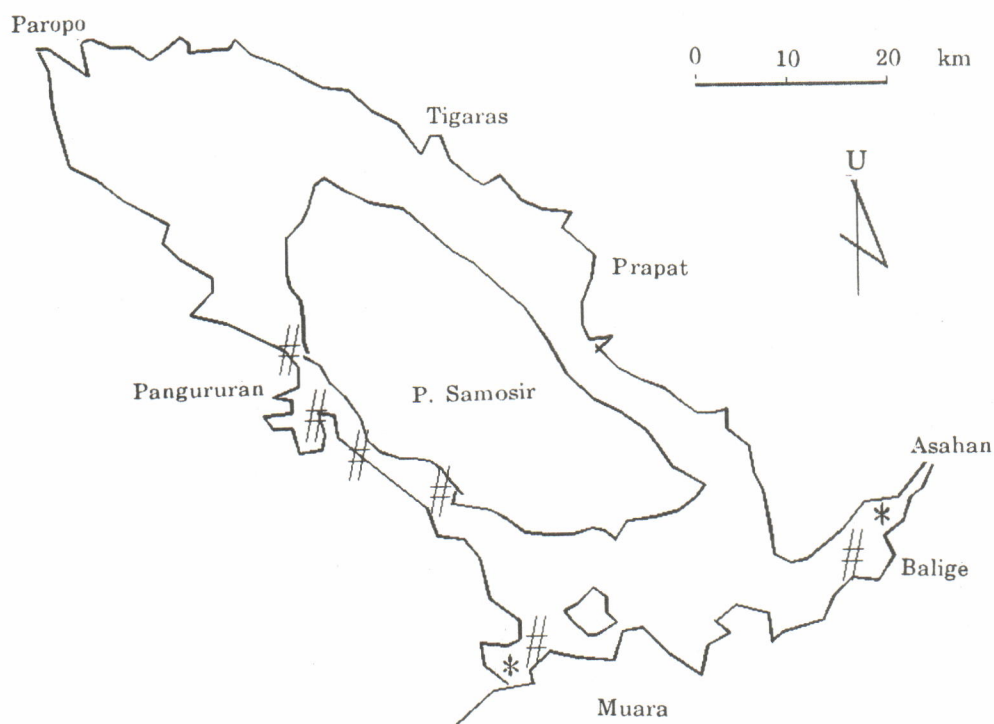 Paropo
0 10 20 km
Tigaras
U
Prapat
Pangururan
P. Samosir
Asahan
Balige
Muara